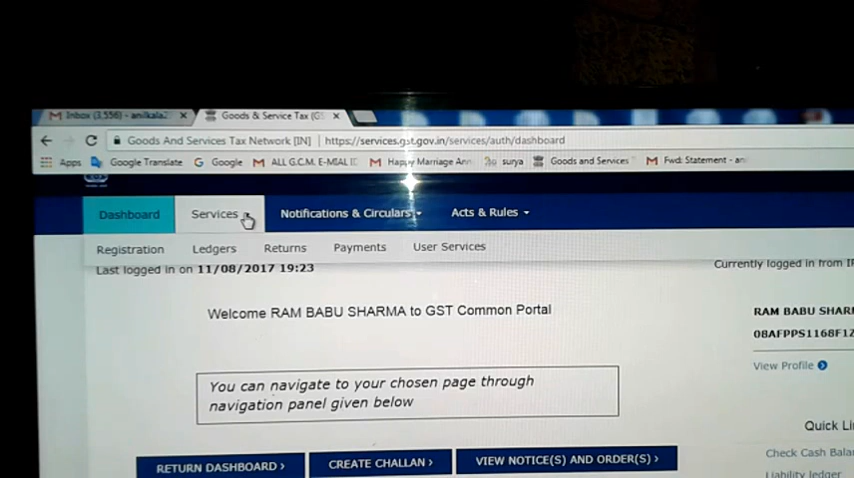 Inbox (3,556) - anilkala2 Goods & Service Tax (GS
Goods And Services Tax Network [IN] https://services.gst.gov.in/services/auth/dashboard
Apps Google Translate Google ALL G.C.M. E-MSAL Happy Marriage Ann surya Goods and Services Fwd: Statement - an
Dashboard Services Notifications & Circulars Acts & Rules
Registration Ledgers Returns Payments User Services
Last logged in on 11/08/2017 19:23
Currently logged in from
Welcome RAM BABU SHARMA to GST Common Portal
RAM BABU SHAR
08AFPPS1168F1Z
View Profile
You can navigate to your chosen page through
navigation panel given below
Quick Li
Check Cash Bala
Liability ledger
RETURN DASHBOARD › CREATE CHALLAN › VIEW NOTICE(S) AND ORDER(S) ›